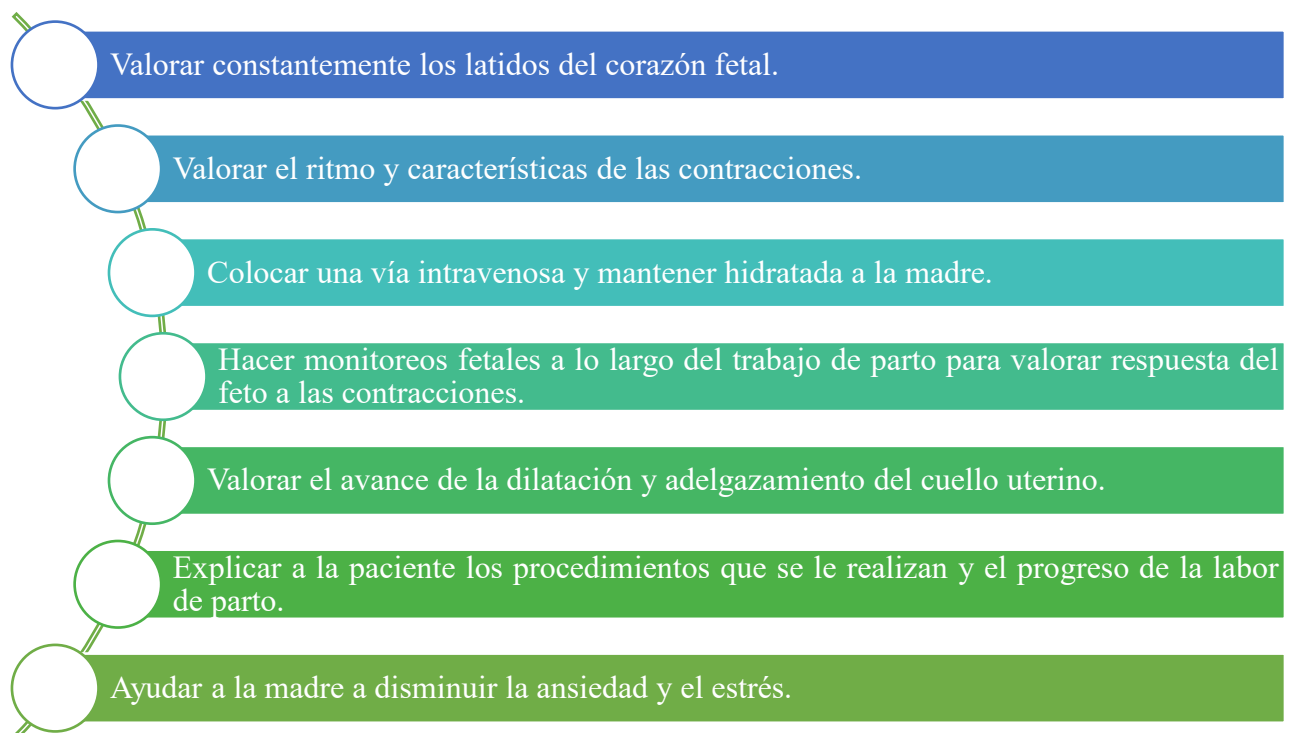 Valorar constantemente los latidos del corazón fetal.
Valorar el ritmo y características de las contracciones.
Colocar una vía intravenosa y mantener hidratada a la madre.
Hacer monitoreos fetales a lo largo del trabajo de parto para valorar respuesta del
feto a las contracciones.
Valorar el avance de la dilatación y adelgazamiento del cuello uterino.
Explicar a la paciente los procedimientos que se le realizan y el progreso de la labor
de parto.
Ayudar a la madre a disminuir la ansiedad y el estrés.